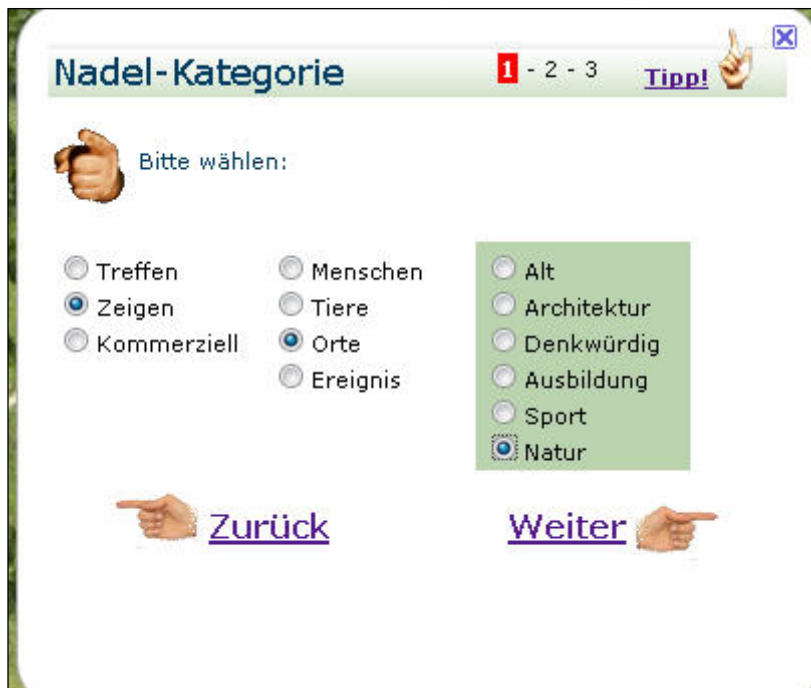 Nadel-Kategorie 1 - 2 - 3 Tipp!
Bitte wählen:
Treffen
Zeigen
Kommerziell
Menschen
Tiere
Orte
Ereignis
Alt
Architektur
Denkwürdig
Ausbildung
Sport
Natur
Zurück Weiter